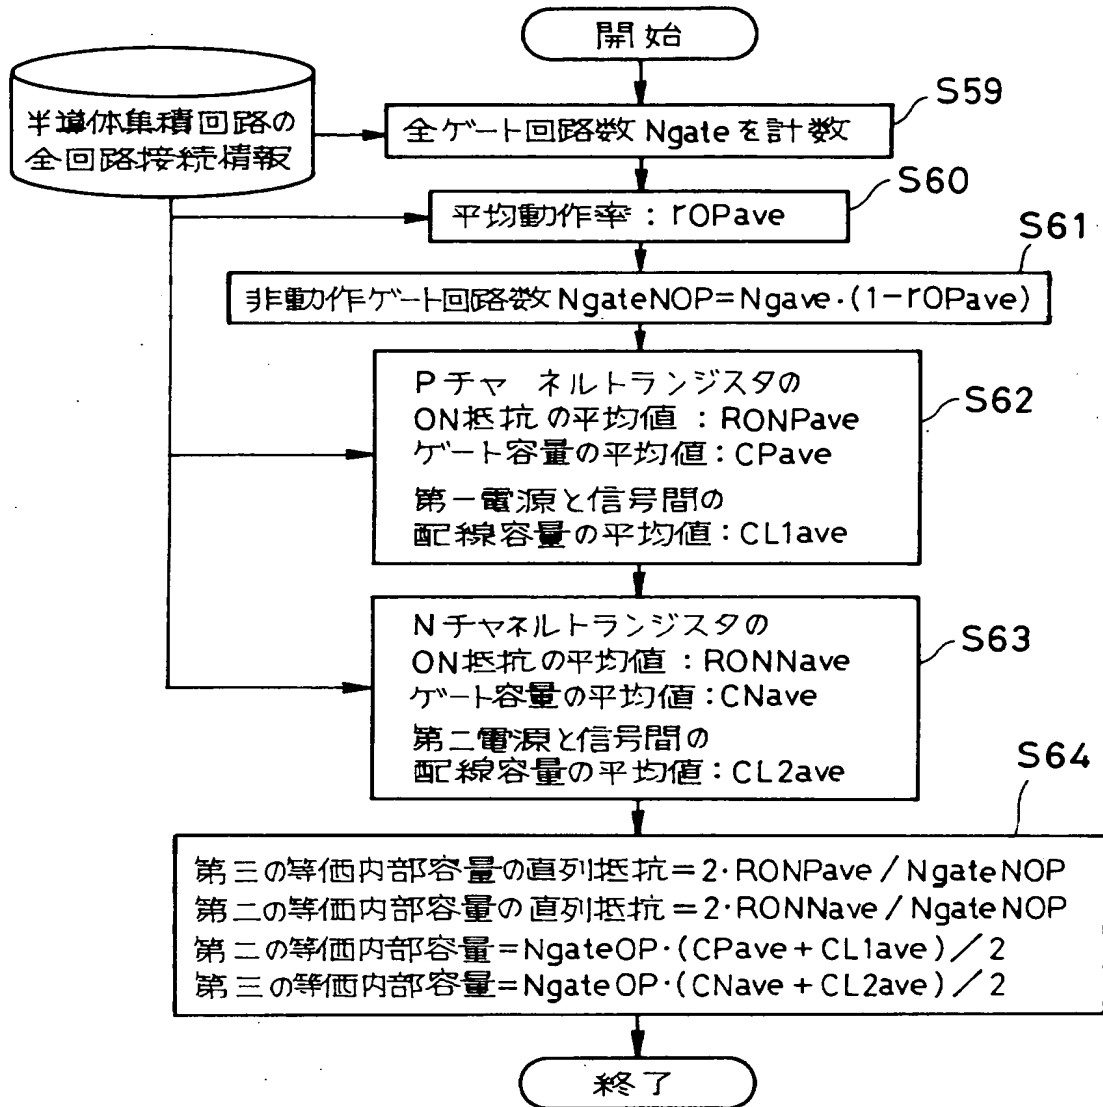 開始
半導体集積回路の
全回路接続情報
S59
全ゲート回路数 Ngateを計数
S60
平均動作率：rOPave
S61
非動作ゲート回路数 NgateNOP=Ngave·(1-rOPave)
S62
Pチャ ネルトランジスタの
ON抵抗の平均値：RONPave
ゲート容量の平均値：CPave
第一電源と信号間の
配線容量の平均値：CL1ave
S63
Nチャネルトランジスタの
ON抵抗の平均値：RONNave
ゲート容量の平均値：CNave
第二電源と信号間の
配線容量の平均値：CL2ave
S64
第三の等価内部容量の直列抵抗=2·RONPave/NgateNOP
第二の等価内部容量の直列抵抗=2·RONNave/NgateNOP
第二の等価内部容量=NgateOP·(CPave+CL1ave)/2
第三の等価内部容量=NgateOP·(CNave+CL2ave)/2
終了